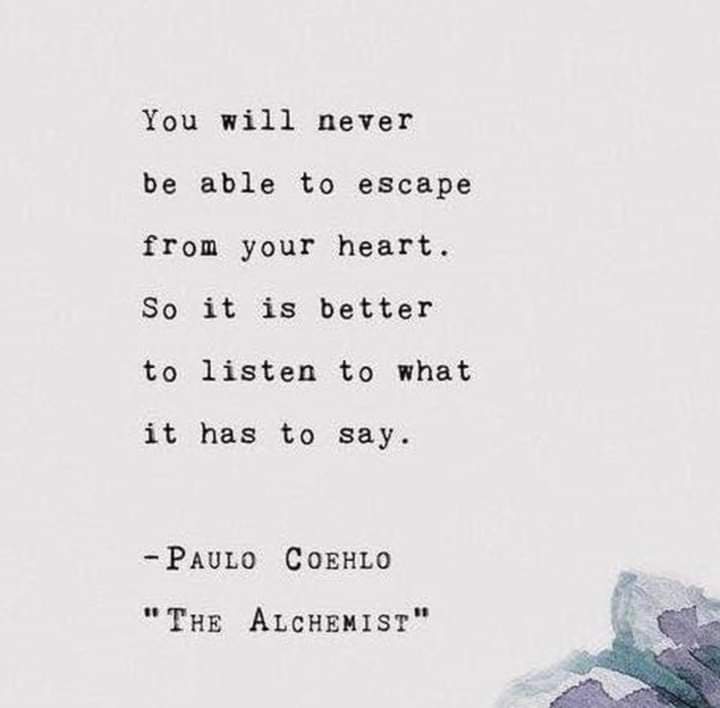 You will never
be able to escape
from your heart.
So it is better
to listen to what
it has to say.
-PAULO COEHLO
"THE ALCHEMIST"